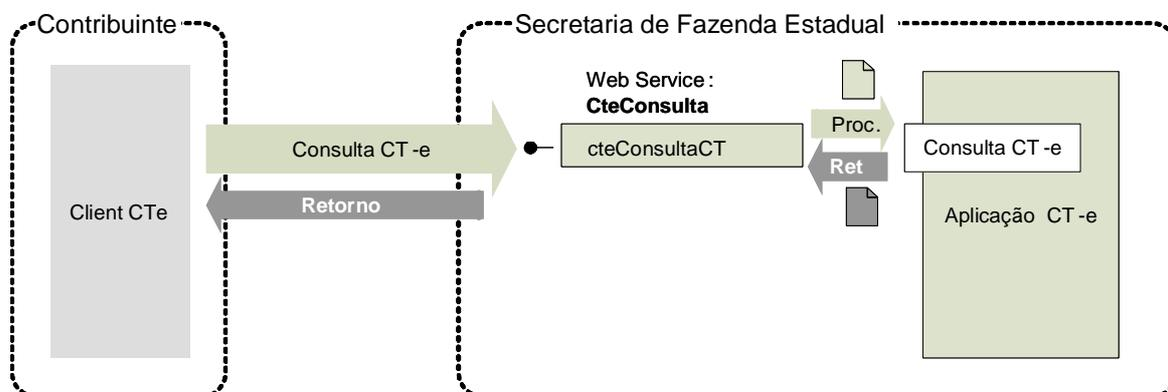 Contribuinte
Secretaria de Fazenda Estadual
Client CTe
Consulta CT -e
Retorno
Web Service :
CteConsulta
cteConsultaCT
Proc.
Ret
Consulta CT -e
Aplicação CT -e